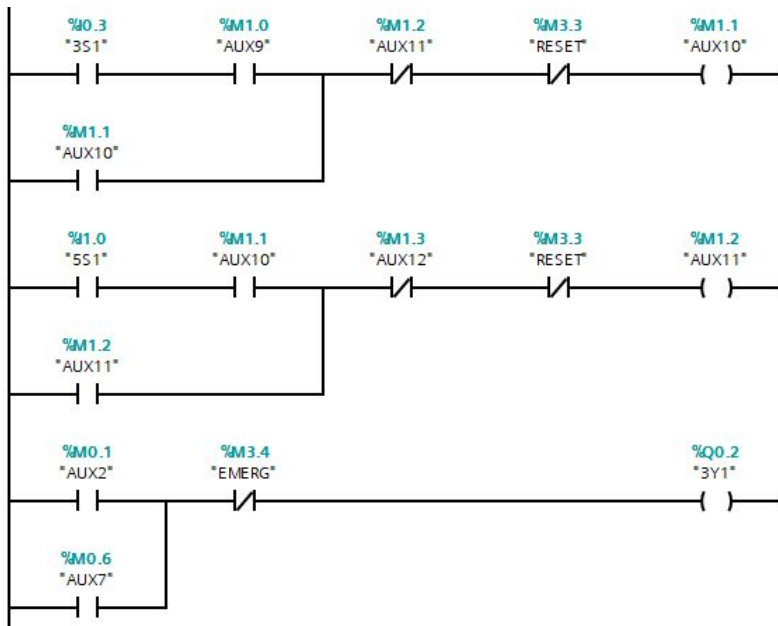 %I0.3 %M1.0 %M1.2 %M3.3 %M1.1
"3S1" "AUX9" "AUX11" "RESET" "AUX10"
%M1.1
"AUX10"
%I1.0 %M1.1 %M1.3 %M3.3 %M1.2
"5S1" "AUX10" "AUX12" "RESET" "AUX11"
%M1.2
"AUX11"
%M0.1 %M3.4 %Q0.2
"AUX2" "EMERG" "3Y1"
%M0.6
"AUX7"